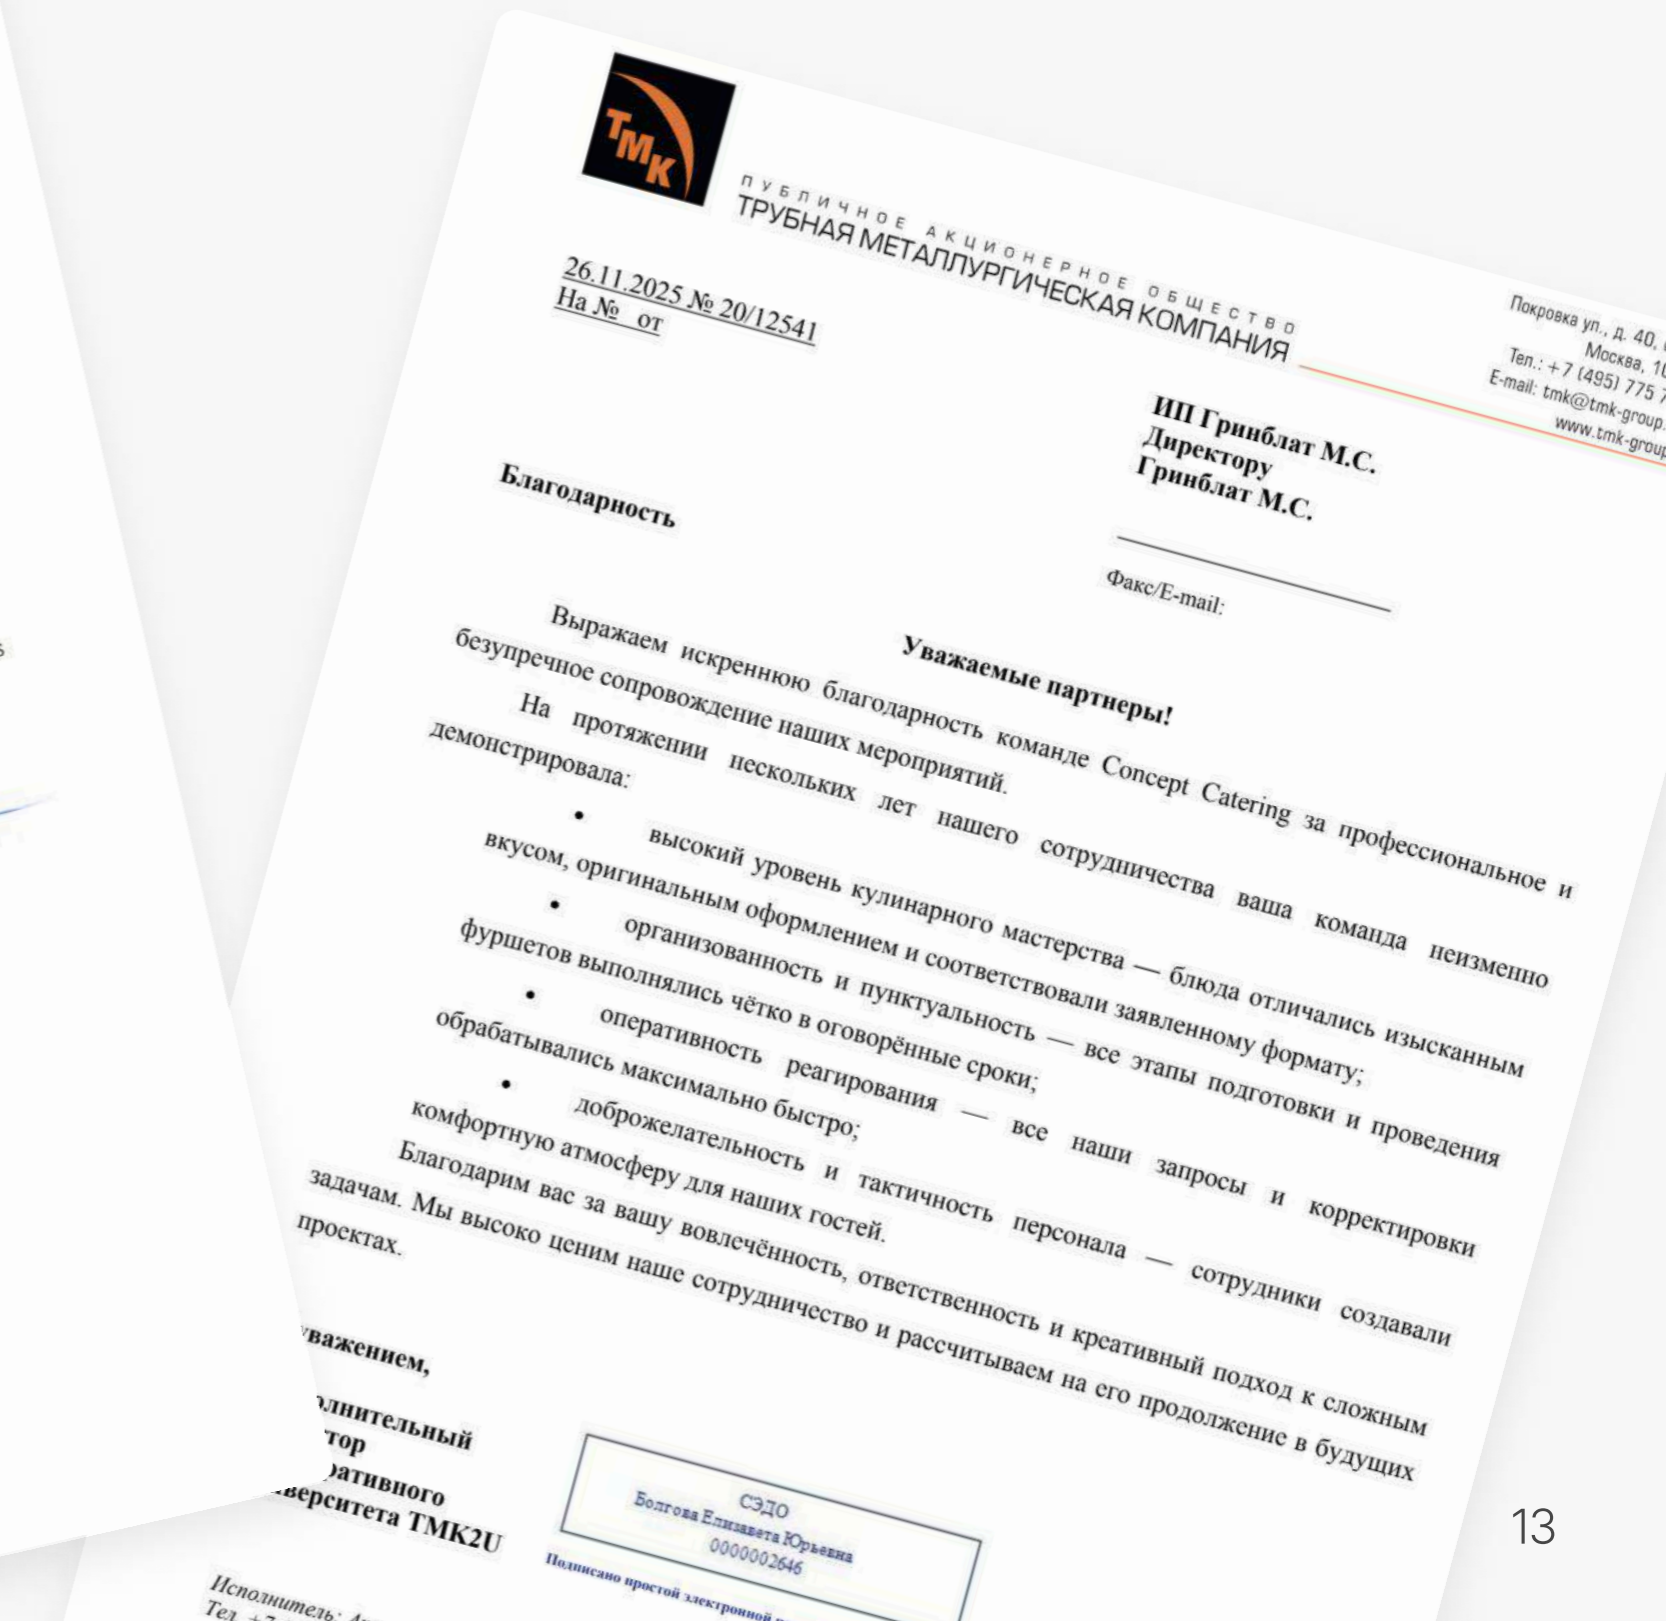 ТМК
ПУБЛИЧНОЕ АКЦИОНЕРНОЕ ОБЩЕСТВО
ТРУБНАЯ МЕТАЛЛУРГИЧЕСКАЯ КОМПАНИЯ
Покровка ул., д. 40,
Москва,
Тел.: +7 (495) 775
E-mail: tmk@tmk-group.
www.tmk-group
26.11.2025 № 20/12541
На № от
ИП Гринблат М.С.
Директору
Гринблат М.С.
Факс/E-mail:
Благодарность
Уважаемые партнеры!
Выражаем искреннюю благодарность команде Concept Catering за профессиональное и
безупречное сопровождение наших мероприятий.
На протяжении нескольких лет нашего сотрудничества ваша команда неизменно
демонстрировала:
• высокий уровень кулинарного мастерства — блюда отличались изысканным
вкусом, оригинальным оформлением и соответствовали заявленному формату;
• организованность и пунктуальность — все этапы подготовки и проведения
фуршетов выполнялись чётко в оговорённые сроки;
• оперативность реагирования — все наши запросы и корректировки
обрабатывались максимально быстро;
• доброжелательность и тактичность персонала — сотрудники создавали
комфортную атмосферу для наших гостей.
Благодарим вас за вашу вовлечённость, ответственность и креативный подход к сложным
задачам. Мы высоко ценим наше сотрудничество и рассчитываем на его продолжение в будущих
проектах.
уважением,
олнительный
тор
ративного
иверситета ТМК2U
СЭДО
Болгова Елизавета Юрьевна
0000002646
Подписано простой электронной
Исполнитель:
Тел. +7
13